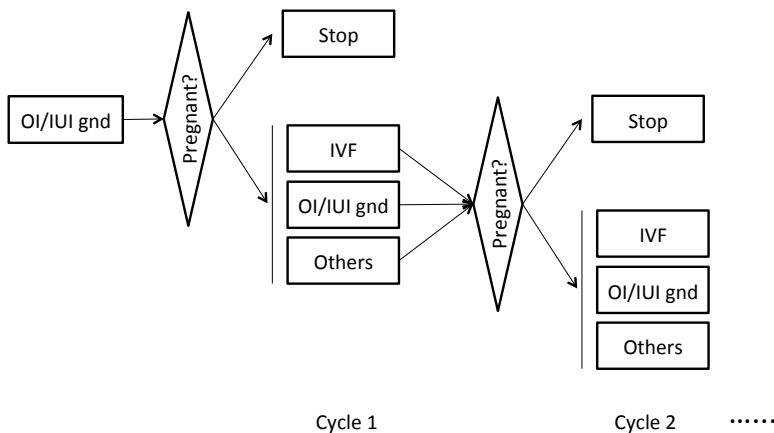 OI/IUI gnd
Pregnant?
Stop
IVF
OI/IUI gnd
Others
Pregnant?
Stop
IVF
OI/IUI gnd
Others
Cycle 1
Cycle 2
......